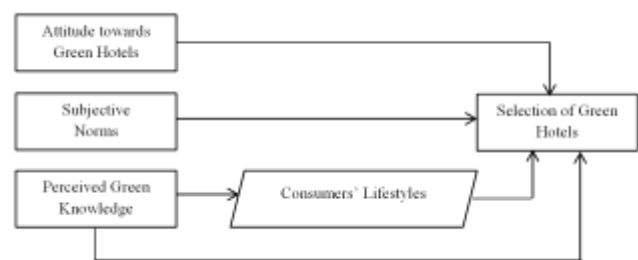 Attitude towards
Green Hotels
Subjective
Norms
Selection of Green
Hotels
Perceived Green
Knowledge
Consumers' Lifestyles